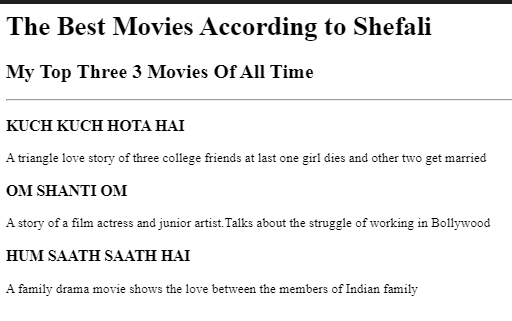 The Best Movies According to Shefali
My Top Three 3 Movies Of All Time
KUCH KUCH HOTA HAI
A triangle love story of three college friends at last one girl dies and other two get married
OM SHANTI OM
A story of a film actress and junior artist.Talks about the struggle of working in Bollywood
HUM SAATH SAATH HAI
A family drama movie shows the love between the members of Indian family